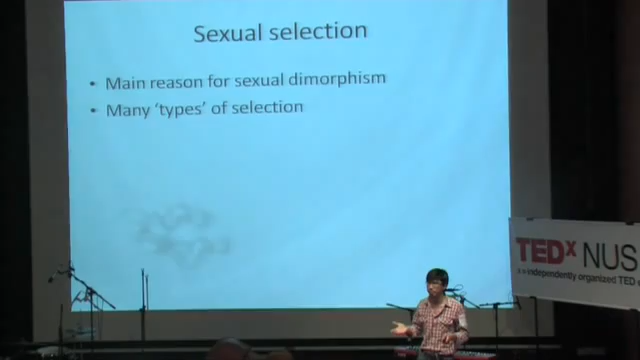 Sexual selection
• Main reason for sexual dimorphism
• Many ‘types’ of selection
TEDx NUS
independently organized TED